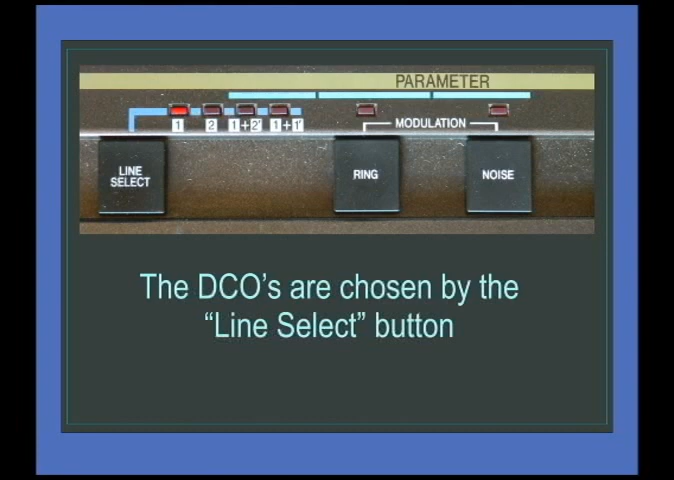 PARAMETER
1 2 1+2' 1+1'
MODULATION
LINE
SELECT
RING
NOISE
The DCO's are chosen by the
“Line Select” button